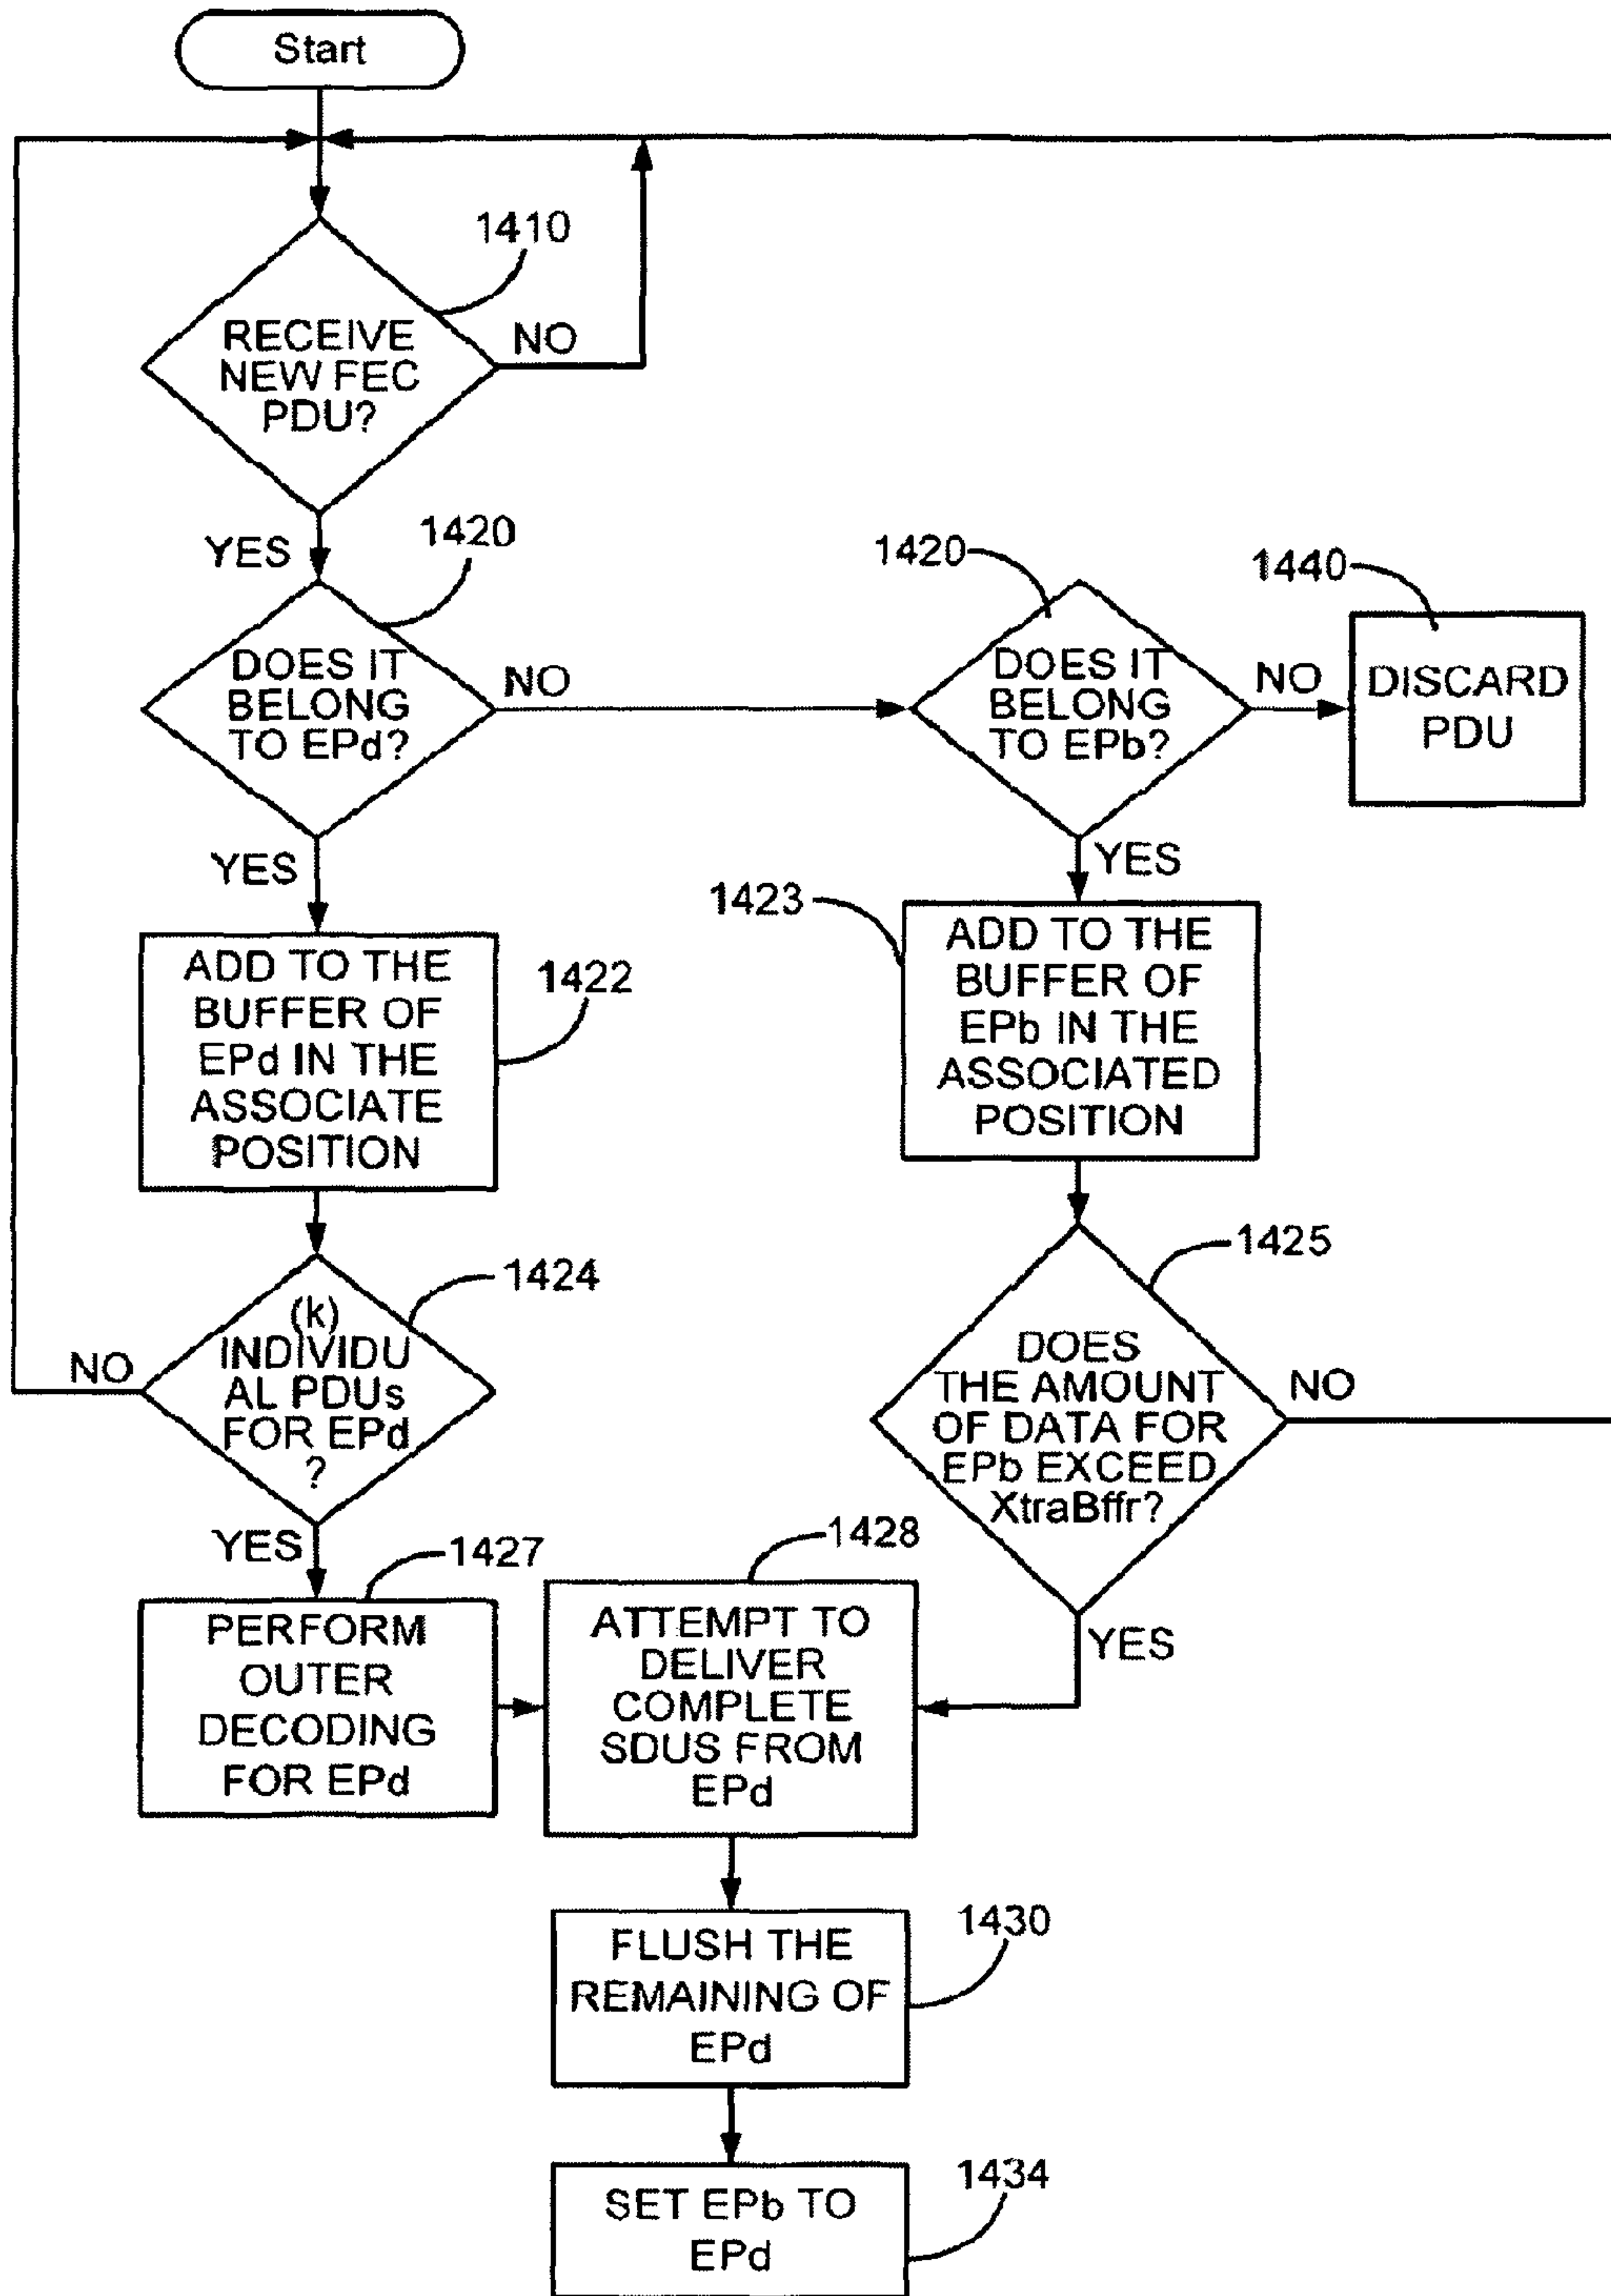 Start
1410
RECEIVE
NEW FEC
PDU?
NO
YES
1420
DOES IT
BELONG
TO EPd?
NO
1420
DOES IT
BELONG
TO EPb?
NO
1440
DISCARD
PDU
YES
YES
1422
ADD TO THE
BUFFER OF
EPd IN THE
ASSOCIATE
POSITION
1423
ADD TO THE
BUFFER OF
EPb IN THE
ASSOCIATED
POSITION
1424
(k)
INDIVIDU
AL PDUs
FOR EPd
?
NO
1425
DOES
THE AMOUNT
OF DATA FOR
EPb EXCEED
XtraBffr?
NO
YES
YES
1427
PERFORM
OUTER
DECODING
FOR EPd
1428
ATTEMPT TO
DELIVER
COMPLETE
SDUS FROM
EPd
1430
FLUSH THE
REMAINING OF
EPd
1434
SET EPb TO
EPd